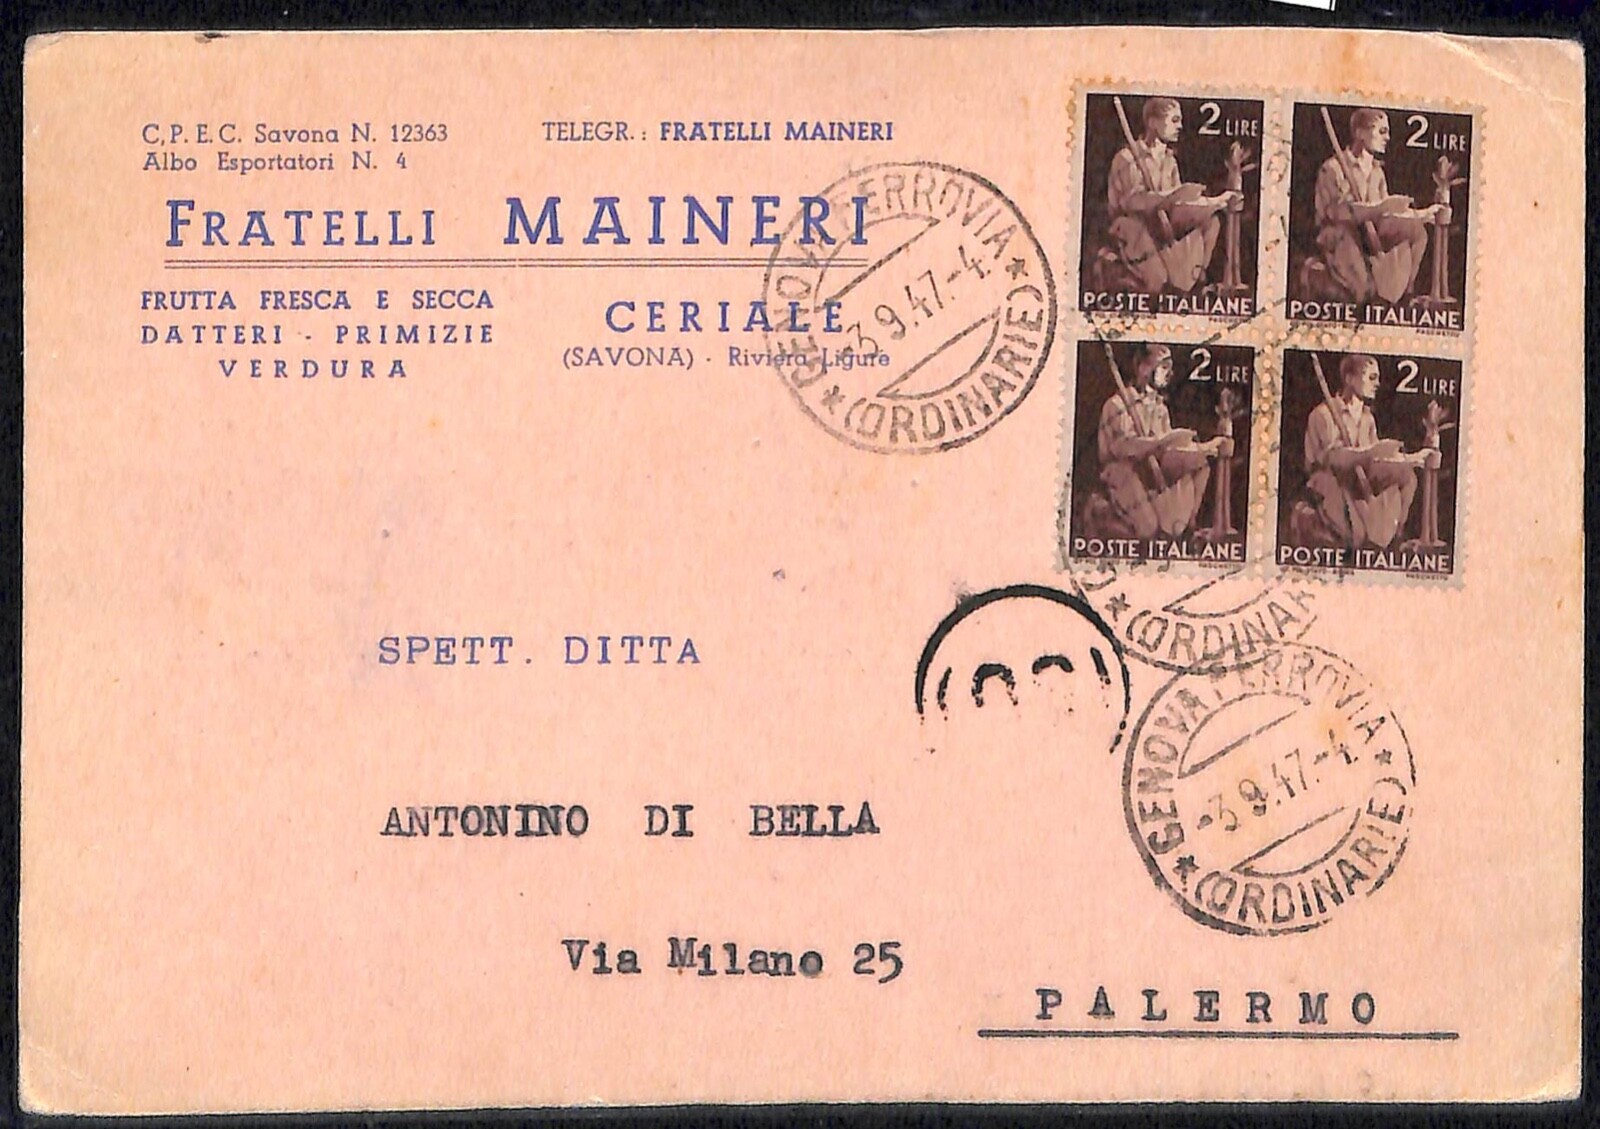 C.P.E.C. Savona N. 12363
Albo Esportatori N. 4
TELEGR.: FRATELLI MAINERI
FRATELLI MAINERI
FRUTTA FRESCA E SECCA
DATTERI - PRIMIZIE
VERDURA
CERIALE
(SAVONA) - Riviera Ligure
GENOVA FERROVIA
-3.9.47.-4
* (ORDINARIE) *
2 LIRE
POSTE ITALIANE
2 LIRE
POSTE ITALIANE
2 LIRE
POSTE ITALIANE
2 LIRE
POSTE ITALIANE
* (ORDINAR
SPETT. DITTA
GENOVA FERROVIA
-3.9.47.-4
* (ORDINARIE) *
ANTONINO DI BELLA
Via Milano 25
PALERMO